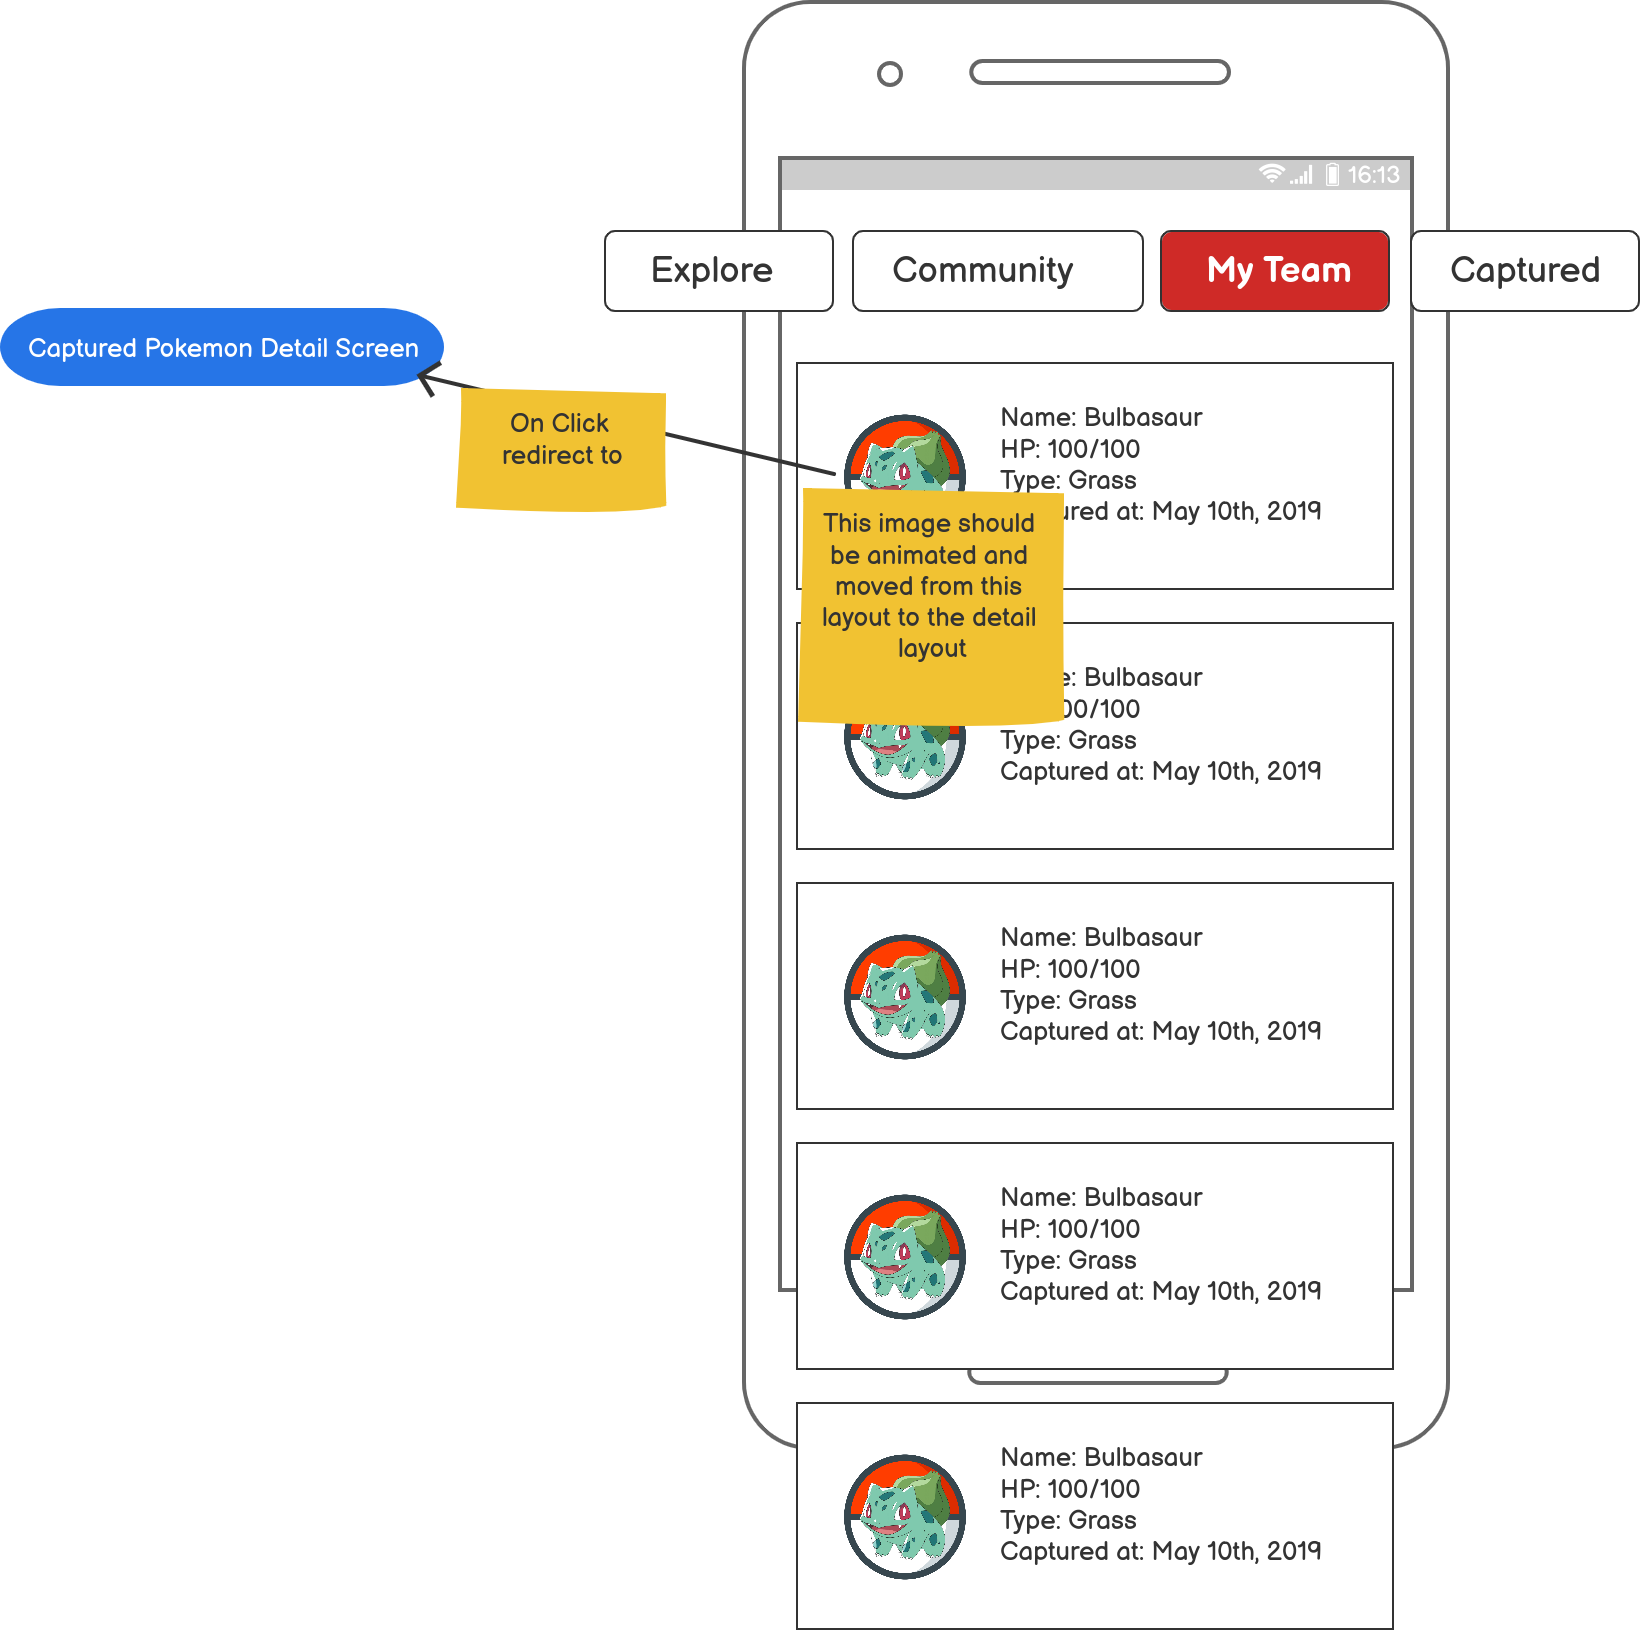 16:13
Explore
Community
My Team
Captured
Captured Pokemon Detail Screen
On Click
redirect to
Name: Bulbasaur
HP: 100/100
Type: Grass
ured at: May 10th, 2019
This image should
be animated and
moved from this
layout to the detail
layout
e: Bulbasaur
00/100
Type: Grass
Captured at: May 10th, 2019
Name: Bulbasaur
HP: 100/100
Type: Grass
Captured at: May 10th, 2019
Name: Bulbasaur
HP: 100/100
Type: Grass
Captured at: May 10th, 2019
Name: Bulbasaur
HP: 100/100
Type: Grass
Captured at: May 10th, 2019